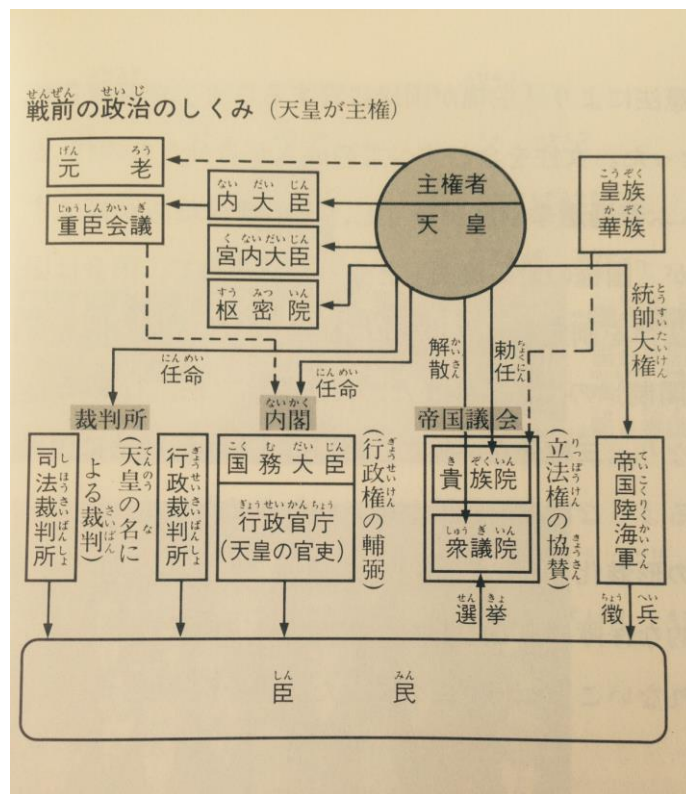 戦前の政治のしくみ（天皇が主権）
元老
重臣会議
内大臣
宮内大臣
枢密院
主権者
天皇
皇族
華族
任命
任命
解散
勅任
統帥大権
裁判所
内閣
帝国議会
司法裁判所
（天皇の名に
よる裁判）
行政裁判所
国務大臣
行政官庁
（天皇の官吏）
（行政権の輔弼）
貴族院
衆議院
（立法権の協賛）
帝国陸海軍
選挙
徴兵
臣民